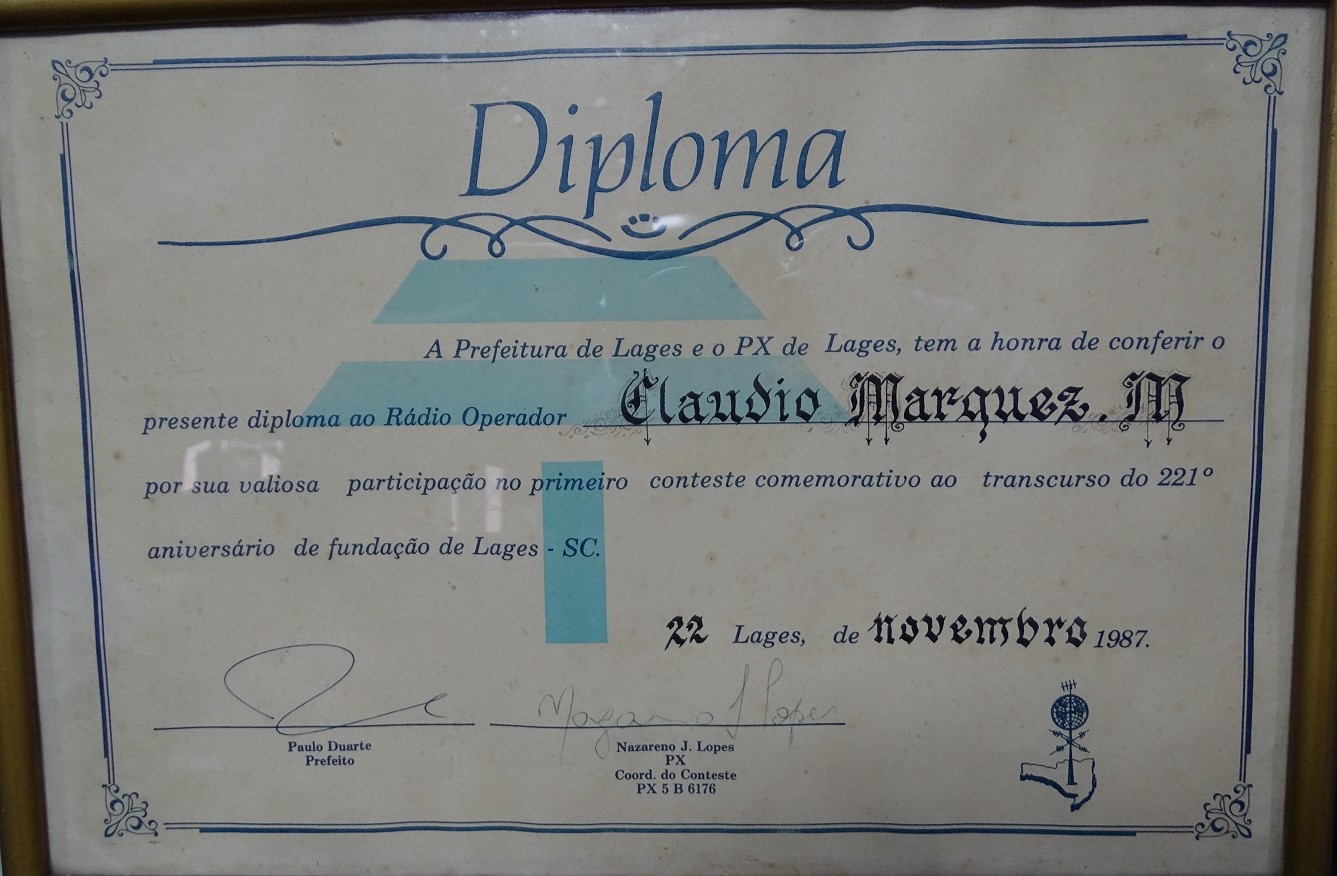 Diploma
A Prefeitura de Lages e o PX de Lages, tem a honra de conferir o
presente diploma ao Rádio Operador Claudio Marquez. M
por sua valiosa participação no primeiro conteste comemorativo ao transcurso do 221º
aniversário de fundação de Lages - SC.
22 Lages, de novembro 1987.
Nazareno J Lopes
Paulo Duarte
Prefeito
Nazareno J. Lopes
PX
Coord. do Conteste
PX 5 B 6176